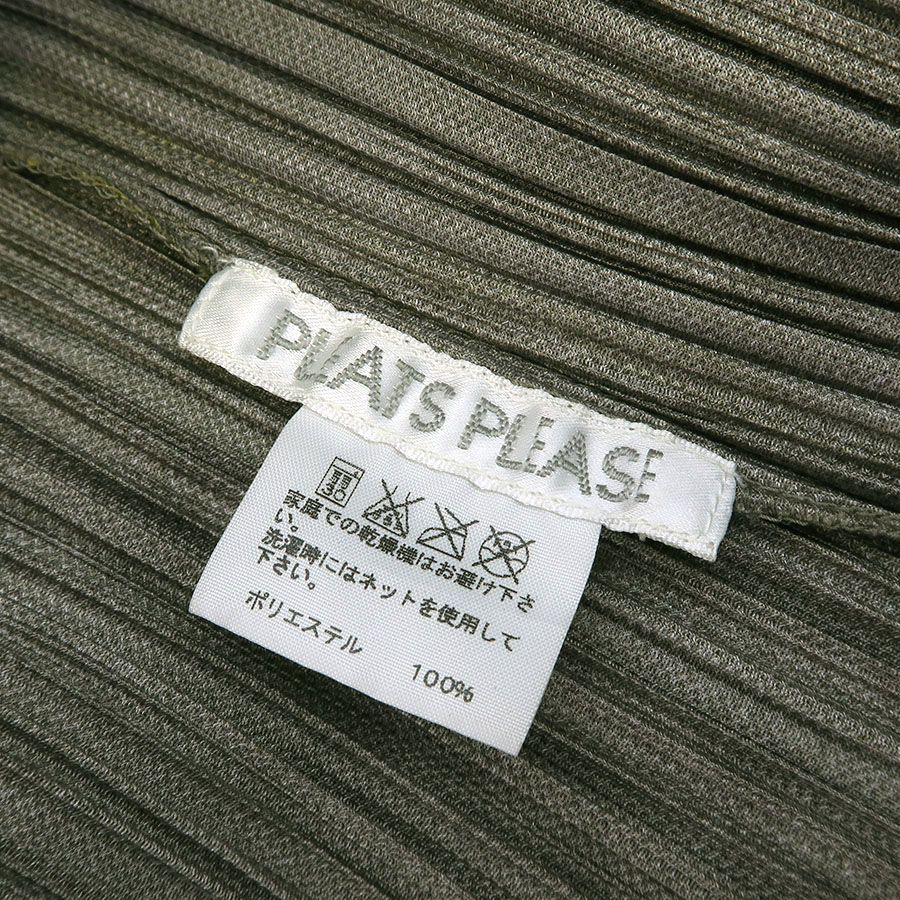 PLEATS PLEASE
家庭での乾燥機はお避け下さ
い。
洗濯時にはネットを使用して
下さい。
ポリエステル 100%